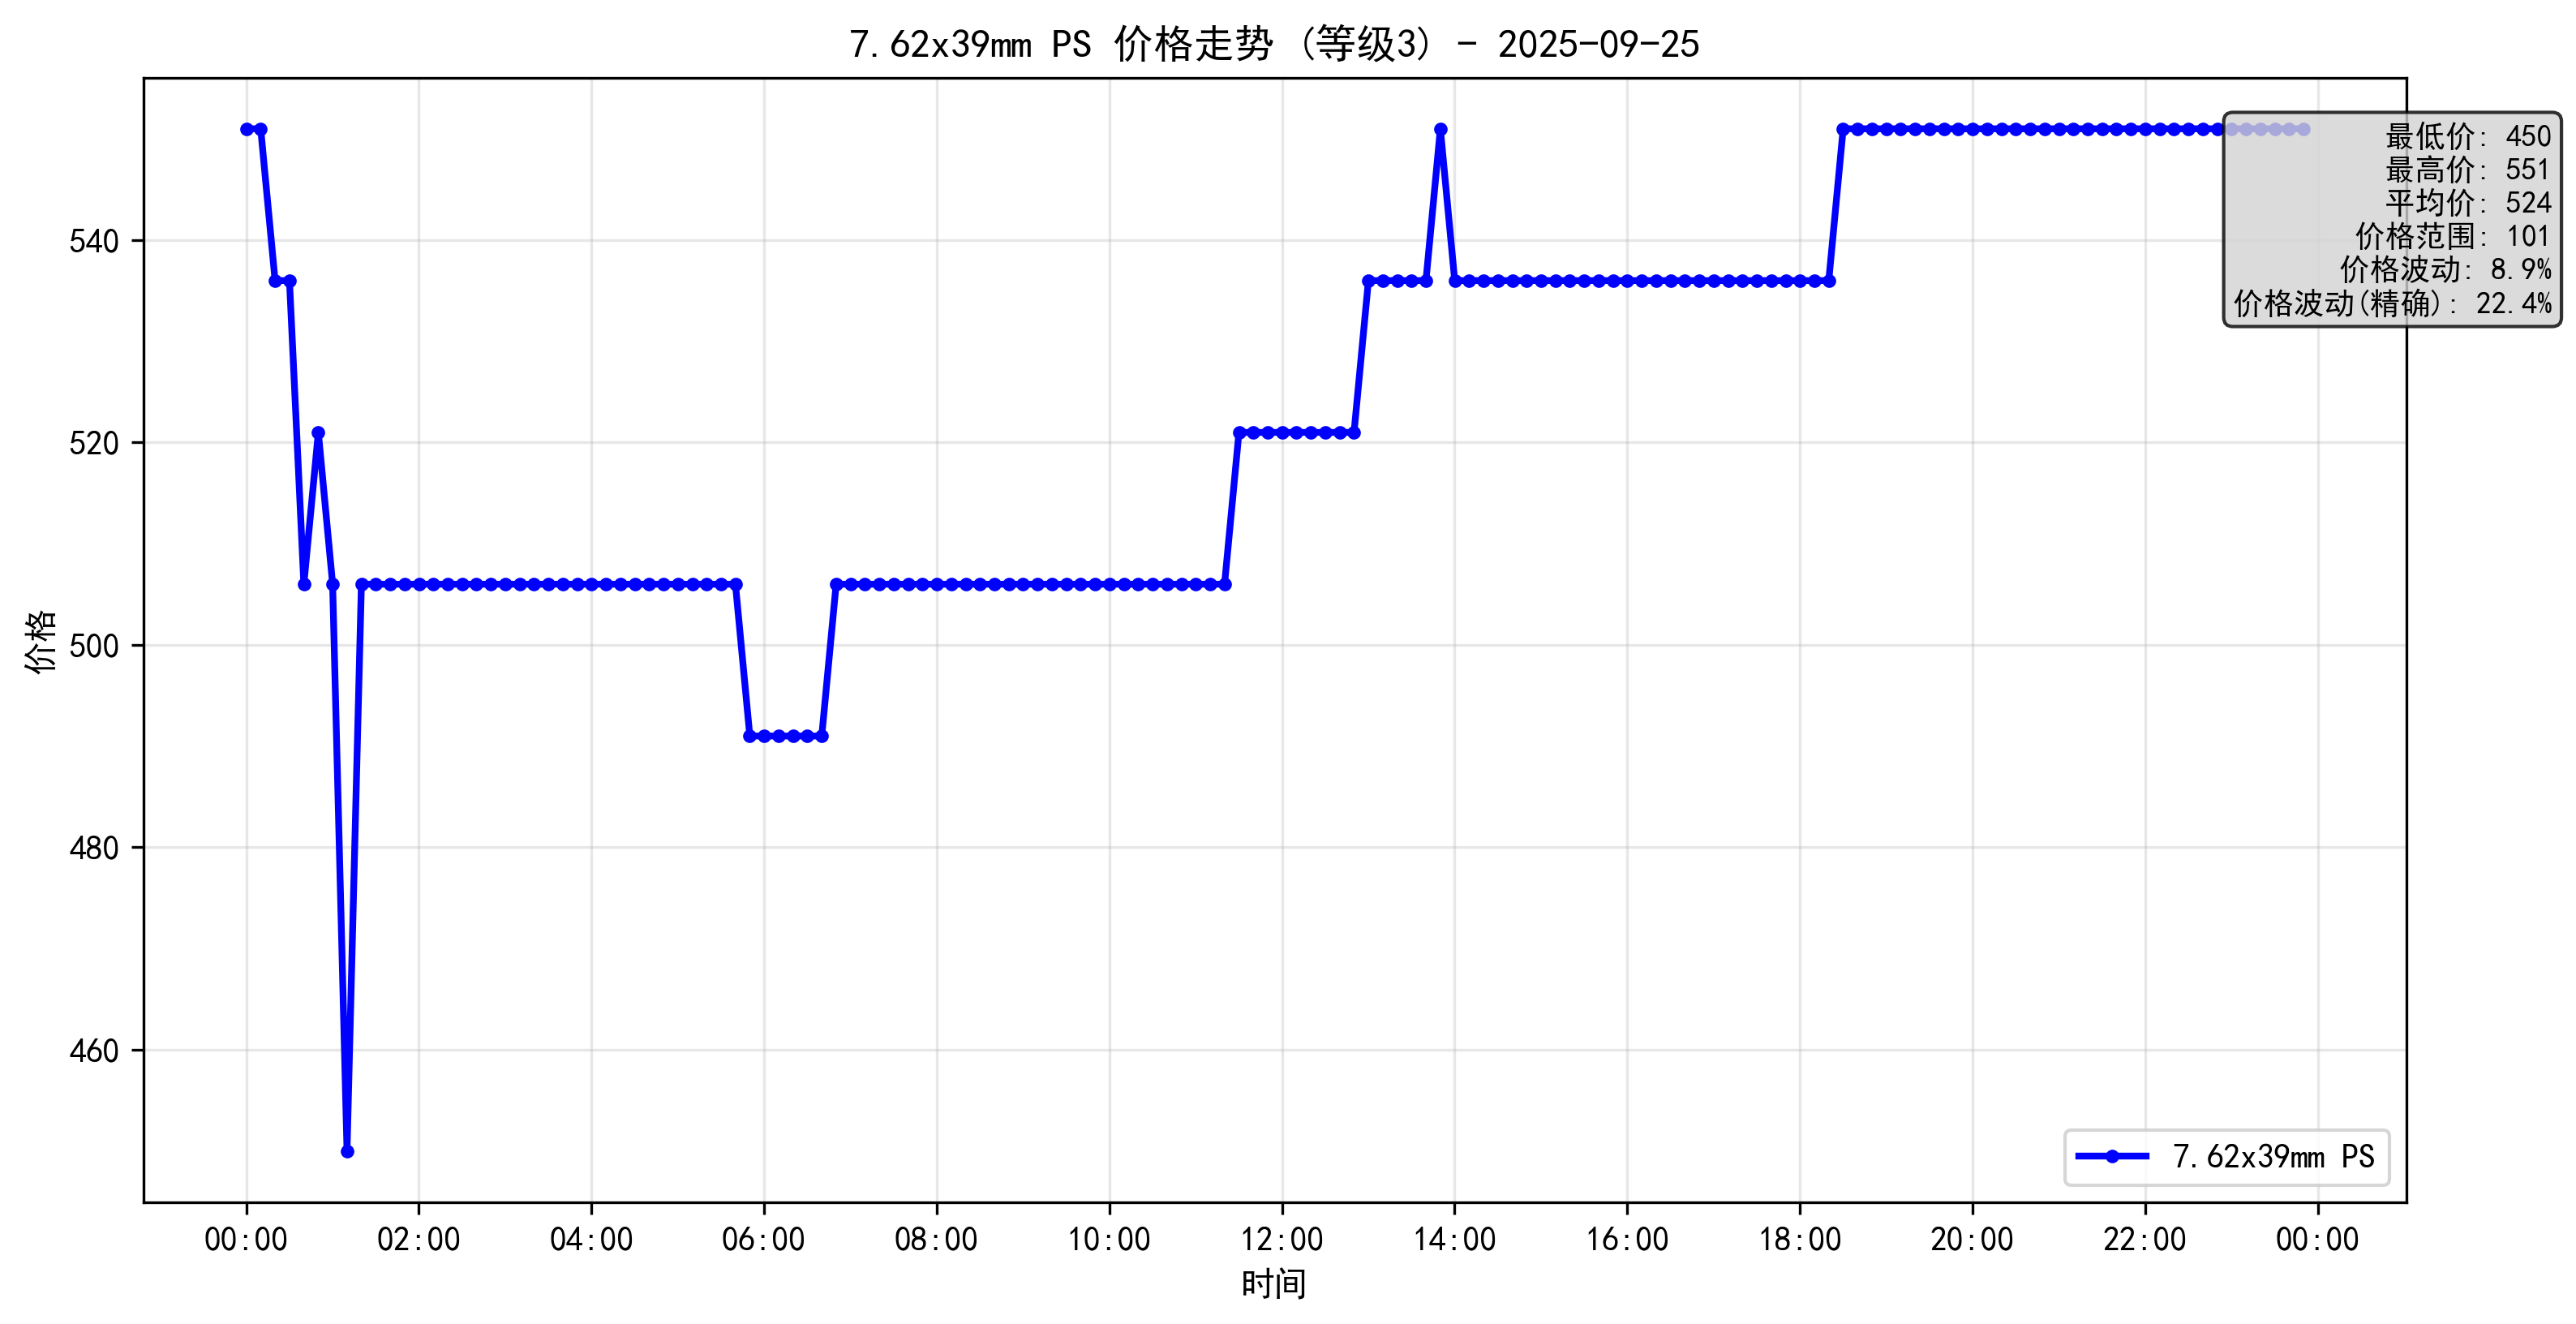 7.62x39mm PS 价格走势 (等级3) - 2025-09-25
最低价: 450
最高价: 551
平均价: 524
价格范围: 101
价格波动: 8.9%
价格波动(精确): 22.4%
540
520
500
480
460
价格
7.62x39mm PS
00:00 02:00 04:00 06:00 08:00 10:00 12:00 14:00 16:00 18:00 20:00 22:00 00:00
时间